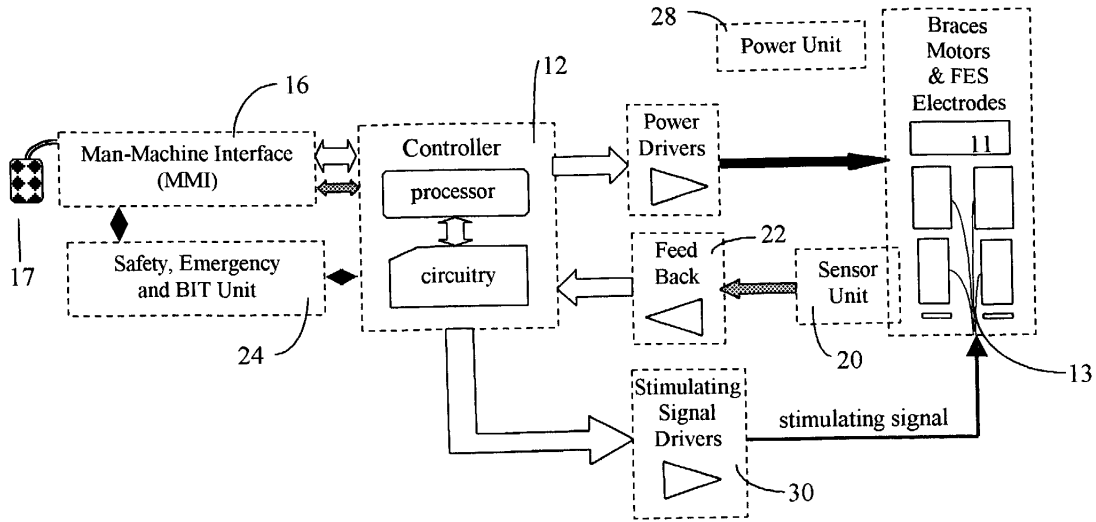 28
Power Unit
Braces
Motors
& FES
Electrodes
11
12
16
Man-Machine Interface
(MMI)
Controller
processor
circuitry
Power
Drivers
17
Safety, Emergency
and BIT Unit
24
Feed
Back
22
Sensor
Unit
20
13
Stimulating
Signal
Drivers
30
stimulating signal